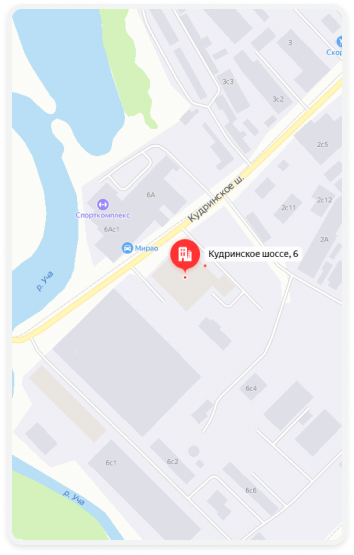 3
Скор
3с3
3с2
2с5
6А
Кудринское ш.
Спорткомплекс
2с12
2с11
6Ас1
2А
Мирао
Кудринское шоссе, 6
р. Уча
6с4
6с2
6с1
6с6
р. Уча